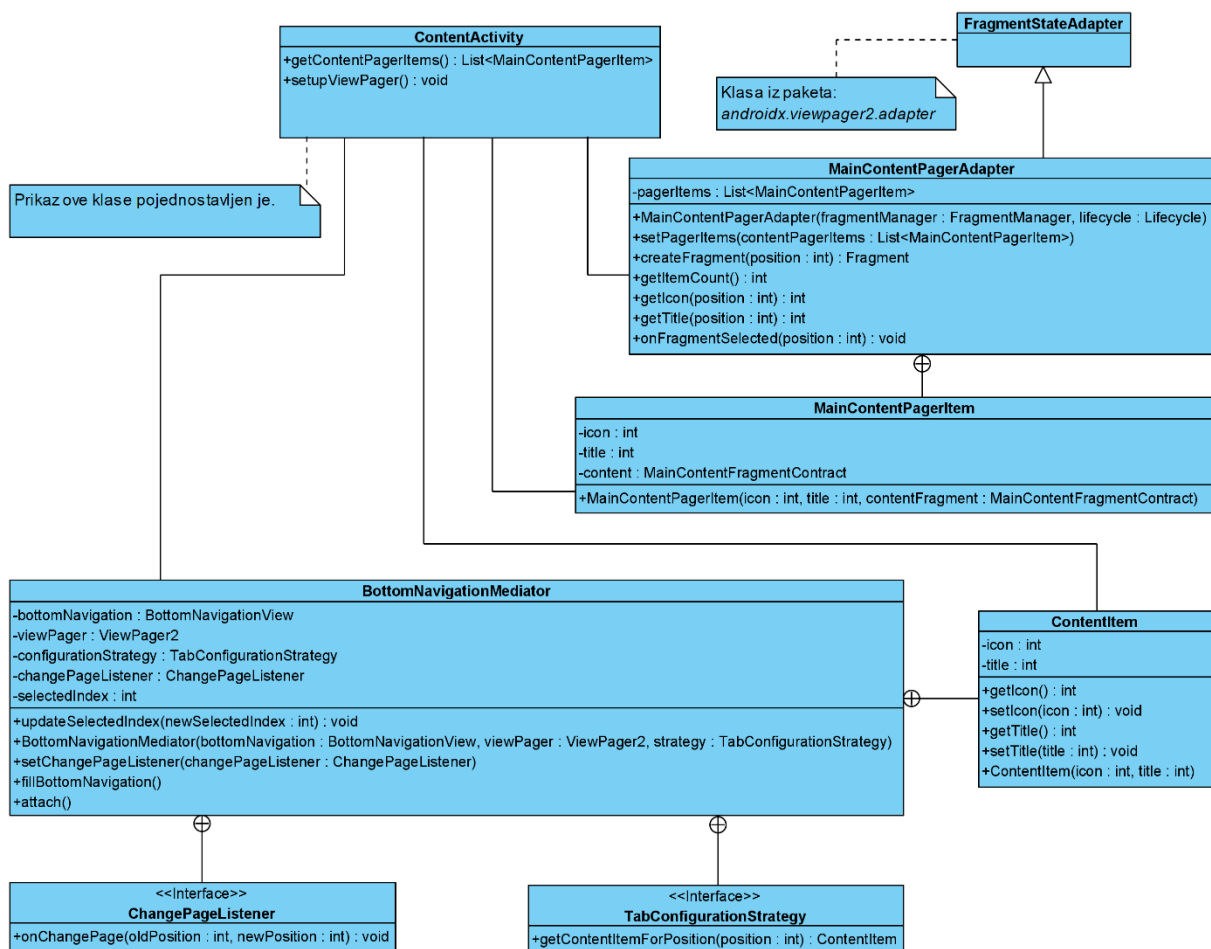 ContentActivity
+getContentPagerItems() : List<MainContentPagerItem>
+setupViewPager() : void
FragmentStateAdapter
Klasa iz paketa:
androidx.viewpager2.adapter
Prikaz ove klase pojednostavljen je.
MainContentPagerAdapter
-pagerItems : List<MainContentPagerItem>
+MainContentPagerAdapter(fragmentManager : FragmentManager, lifecycle : Lifecycle)
+setPagerItems(contentPagerItems : List<MainContentPagerItem>)
+createFragment(position : int) : Fragment
+getItemCount() : int
+getIcon(position : int) : int
+getTitle(position : int) : int
+onFragmentSelected(position : int) : void
MainContentPagerItem
-icon : int
-title : int
-content : MainContentFragmentContract
+MainContentPagerItem(icon : int, title : int, contentFragment : MainContentFragmentContract)
BottomNavigationMediator
-bottomNavigation : BottomNavigationView
-viewPager : ViewPager2
-configurationStrategy : TabConfigurationStrategy
-changePageListener : ChangePageListener
-selectedIndex : int
+updateSelectedIndex(newSelectedIndex : int) : void
+BottomNavigationMediator(bottomNavigation : BottomNavigationView, viewPager : ViewPager2, strategy : TabConfigurationStrategy)
+setChangePageListener(changePageListener : ChangePageListener)
+fillBottomNavigation()
+attach()
ContentItem
-icon : int
-title : int
+getIcon() : int
+setIcon(icon : int) : void
+getTitle() : int
+setTitle(title : int) : void
+ContentItem(icon : int, title : int)
<<Interface>>
ChangePageListener
+onChangePage(oldPosition : int, newPosition : int) : void
<<Interface>>
TabConfigurationStrategy
+getContentItemForPosition(position : int) : ContentItem